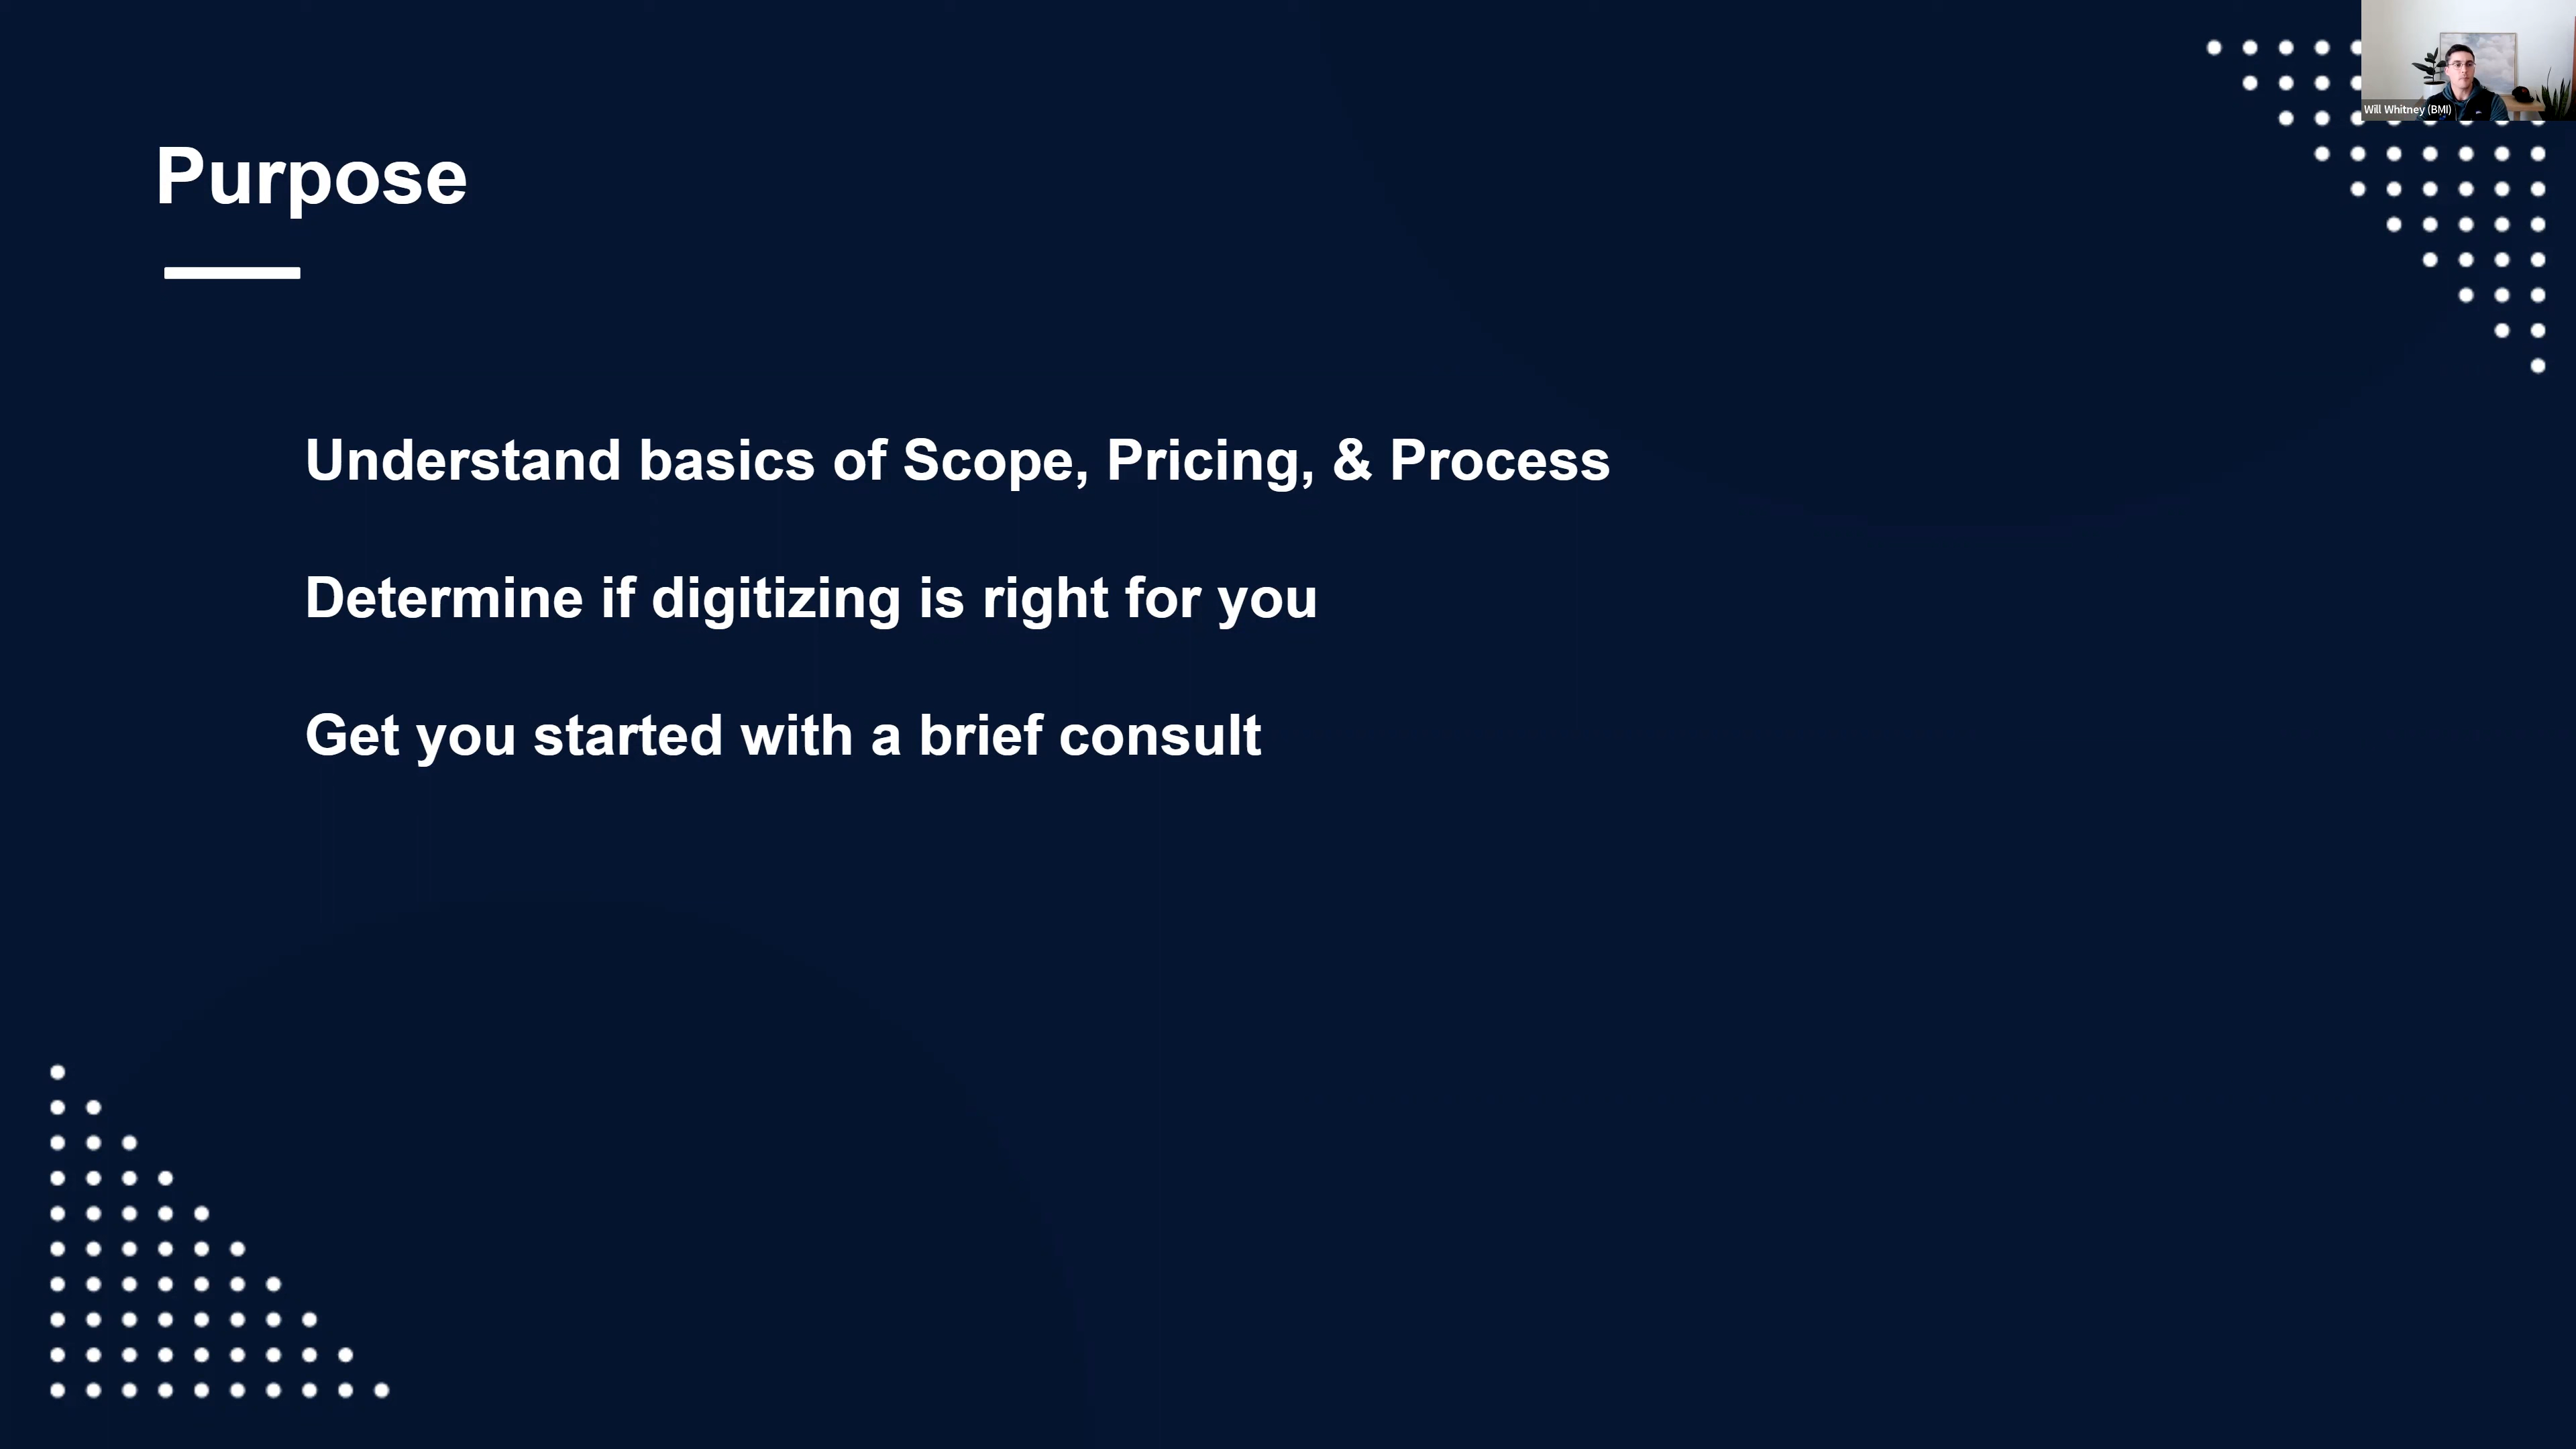 Will Whitney (BMI)
Purpose
Understand basics of Scope, Pricing, & Process
Determine if digitizing is right for you
Get you started with a brief consult